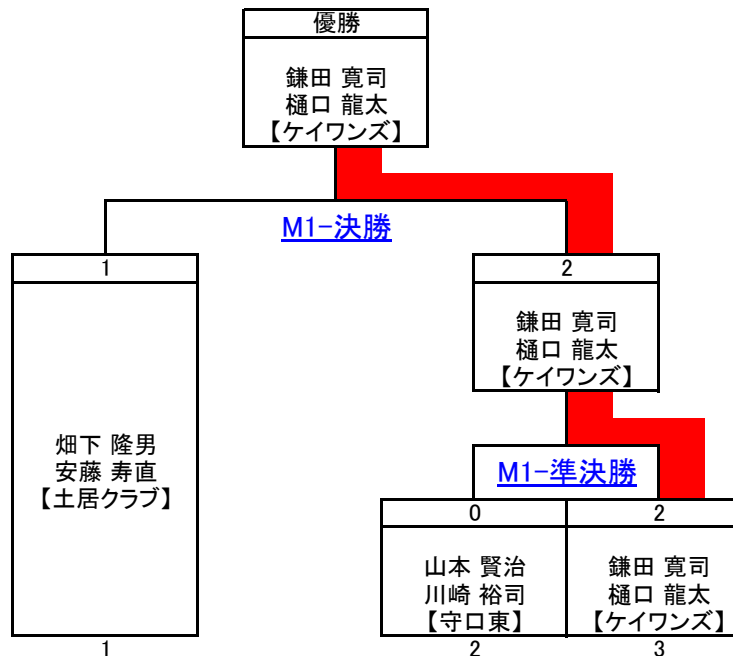 優勝
鎌田 寛司
樋口 龍太
【ケイワンズ】
M1-決勝
1
2
鎌田 寛司
樋口 龍太
【ケイワンズ】
畑下 隆男
安藤 寿直
【土居クラブ】
M1-準決勝
0
2
山本 賢治
川崎 裕司
【守口東】
鎌田 寛司
樋口 龍太
【ケイワンズ】
1
2
3